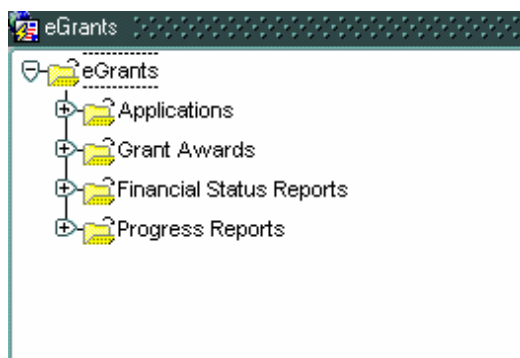 eGrants
eGrants
Applications
Grant Awards
Financial Status Reports
Progress Reports